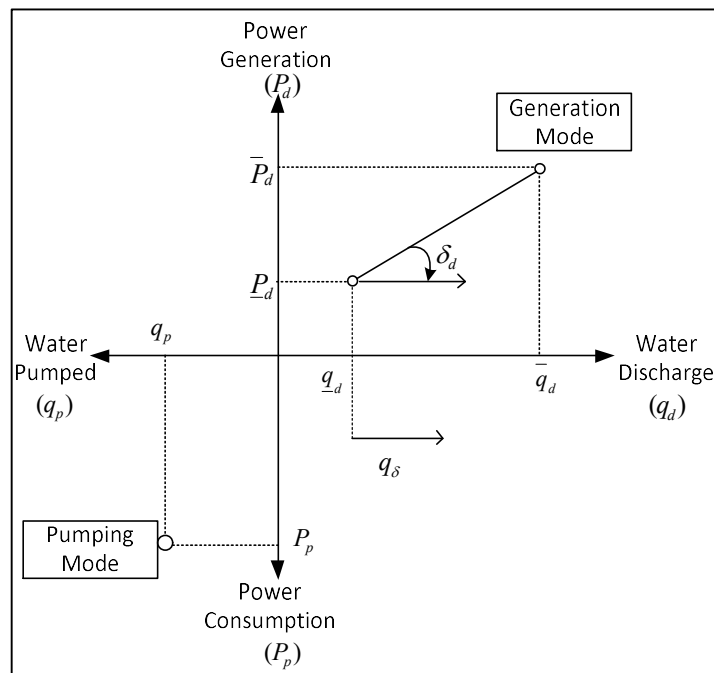 Power
Generation
(P_d)
Generation
Mode
P̅_d
δ_d
P̲_d
q_p
Water
Pumped
(q_p)
q̲_d
q̅_d
Water
Discharge
(q_d)
q_δ
Pumping
Mode
P_p
Power
Consumption
(P_p)